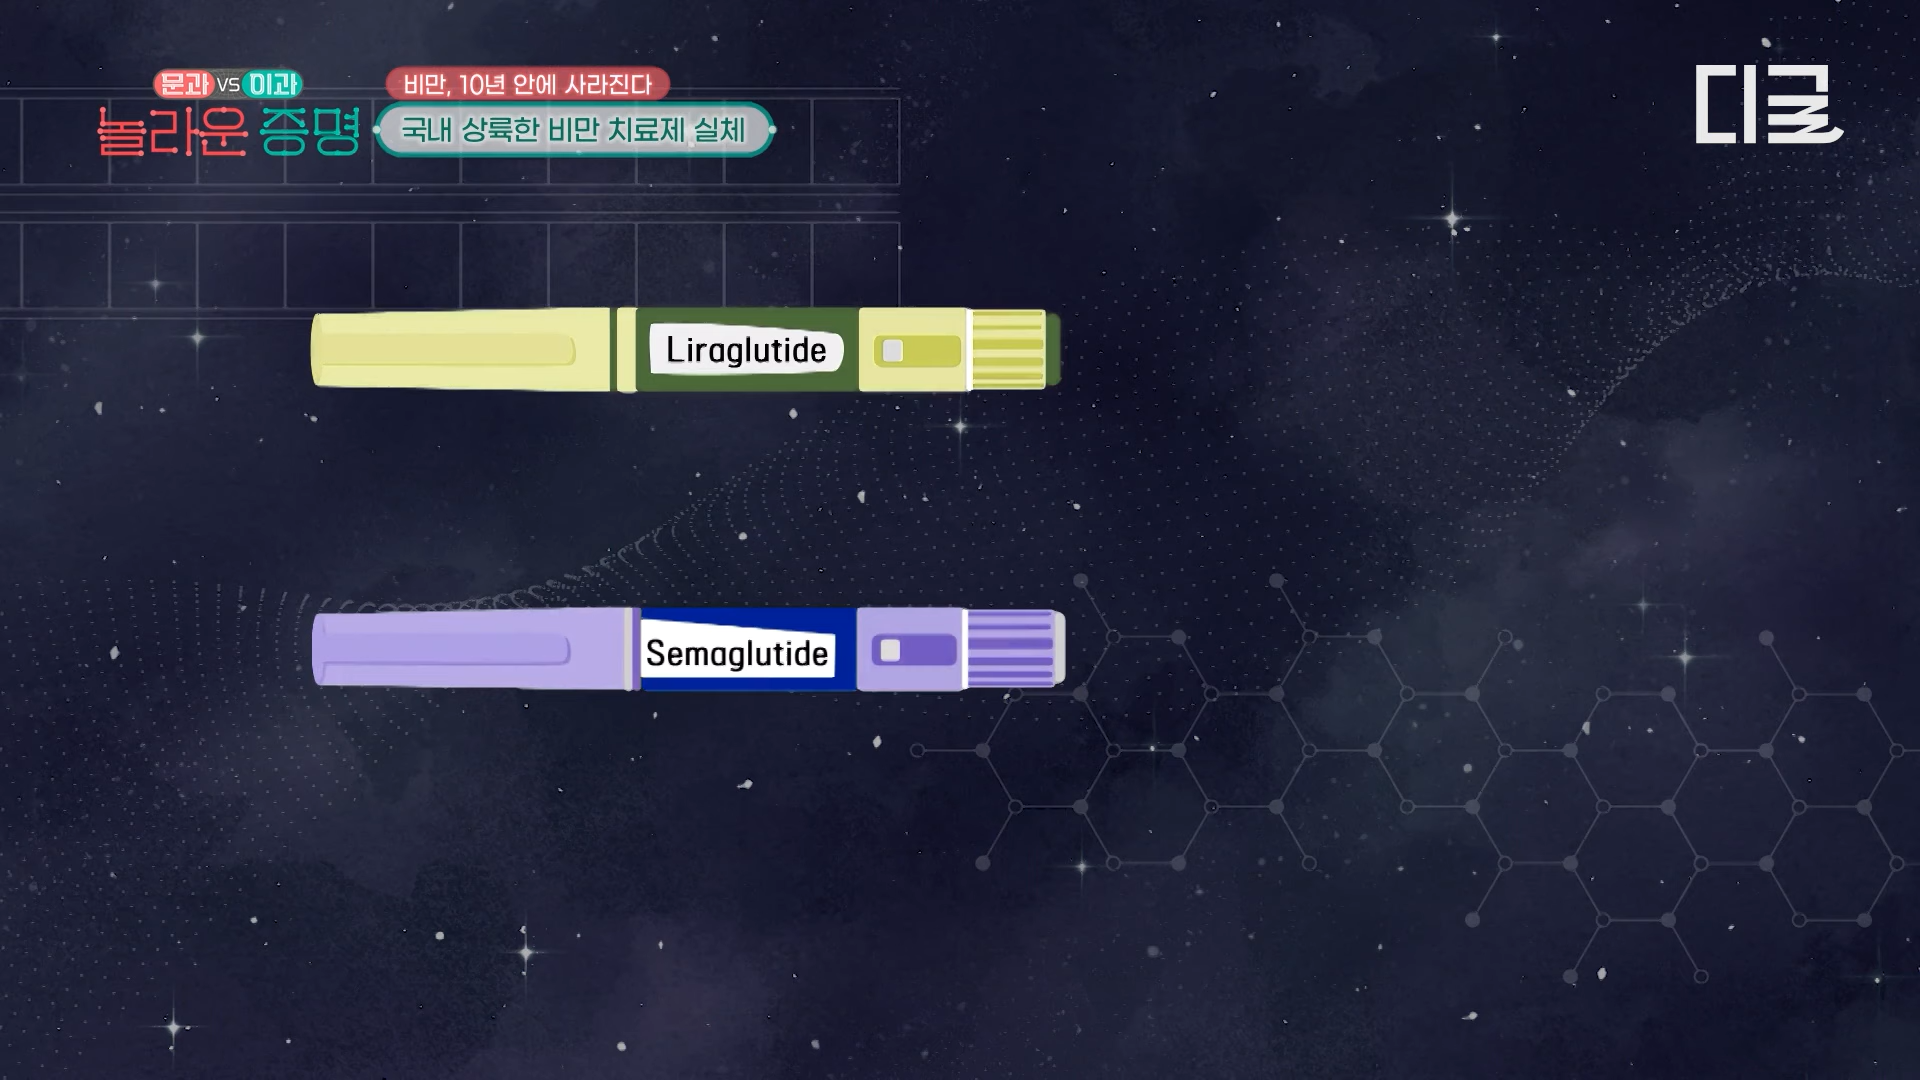 문과 VS 이과
놀라운 증명
비만, 10년 안에 사라진다
국내 상륙한 비만 치료제 실체
디글
Liraglutide
Semaglutide